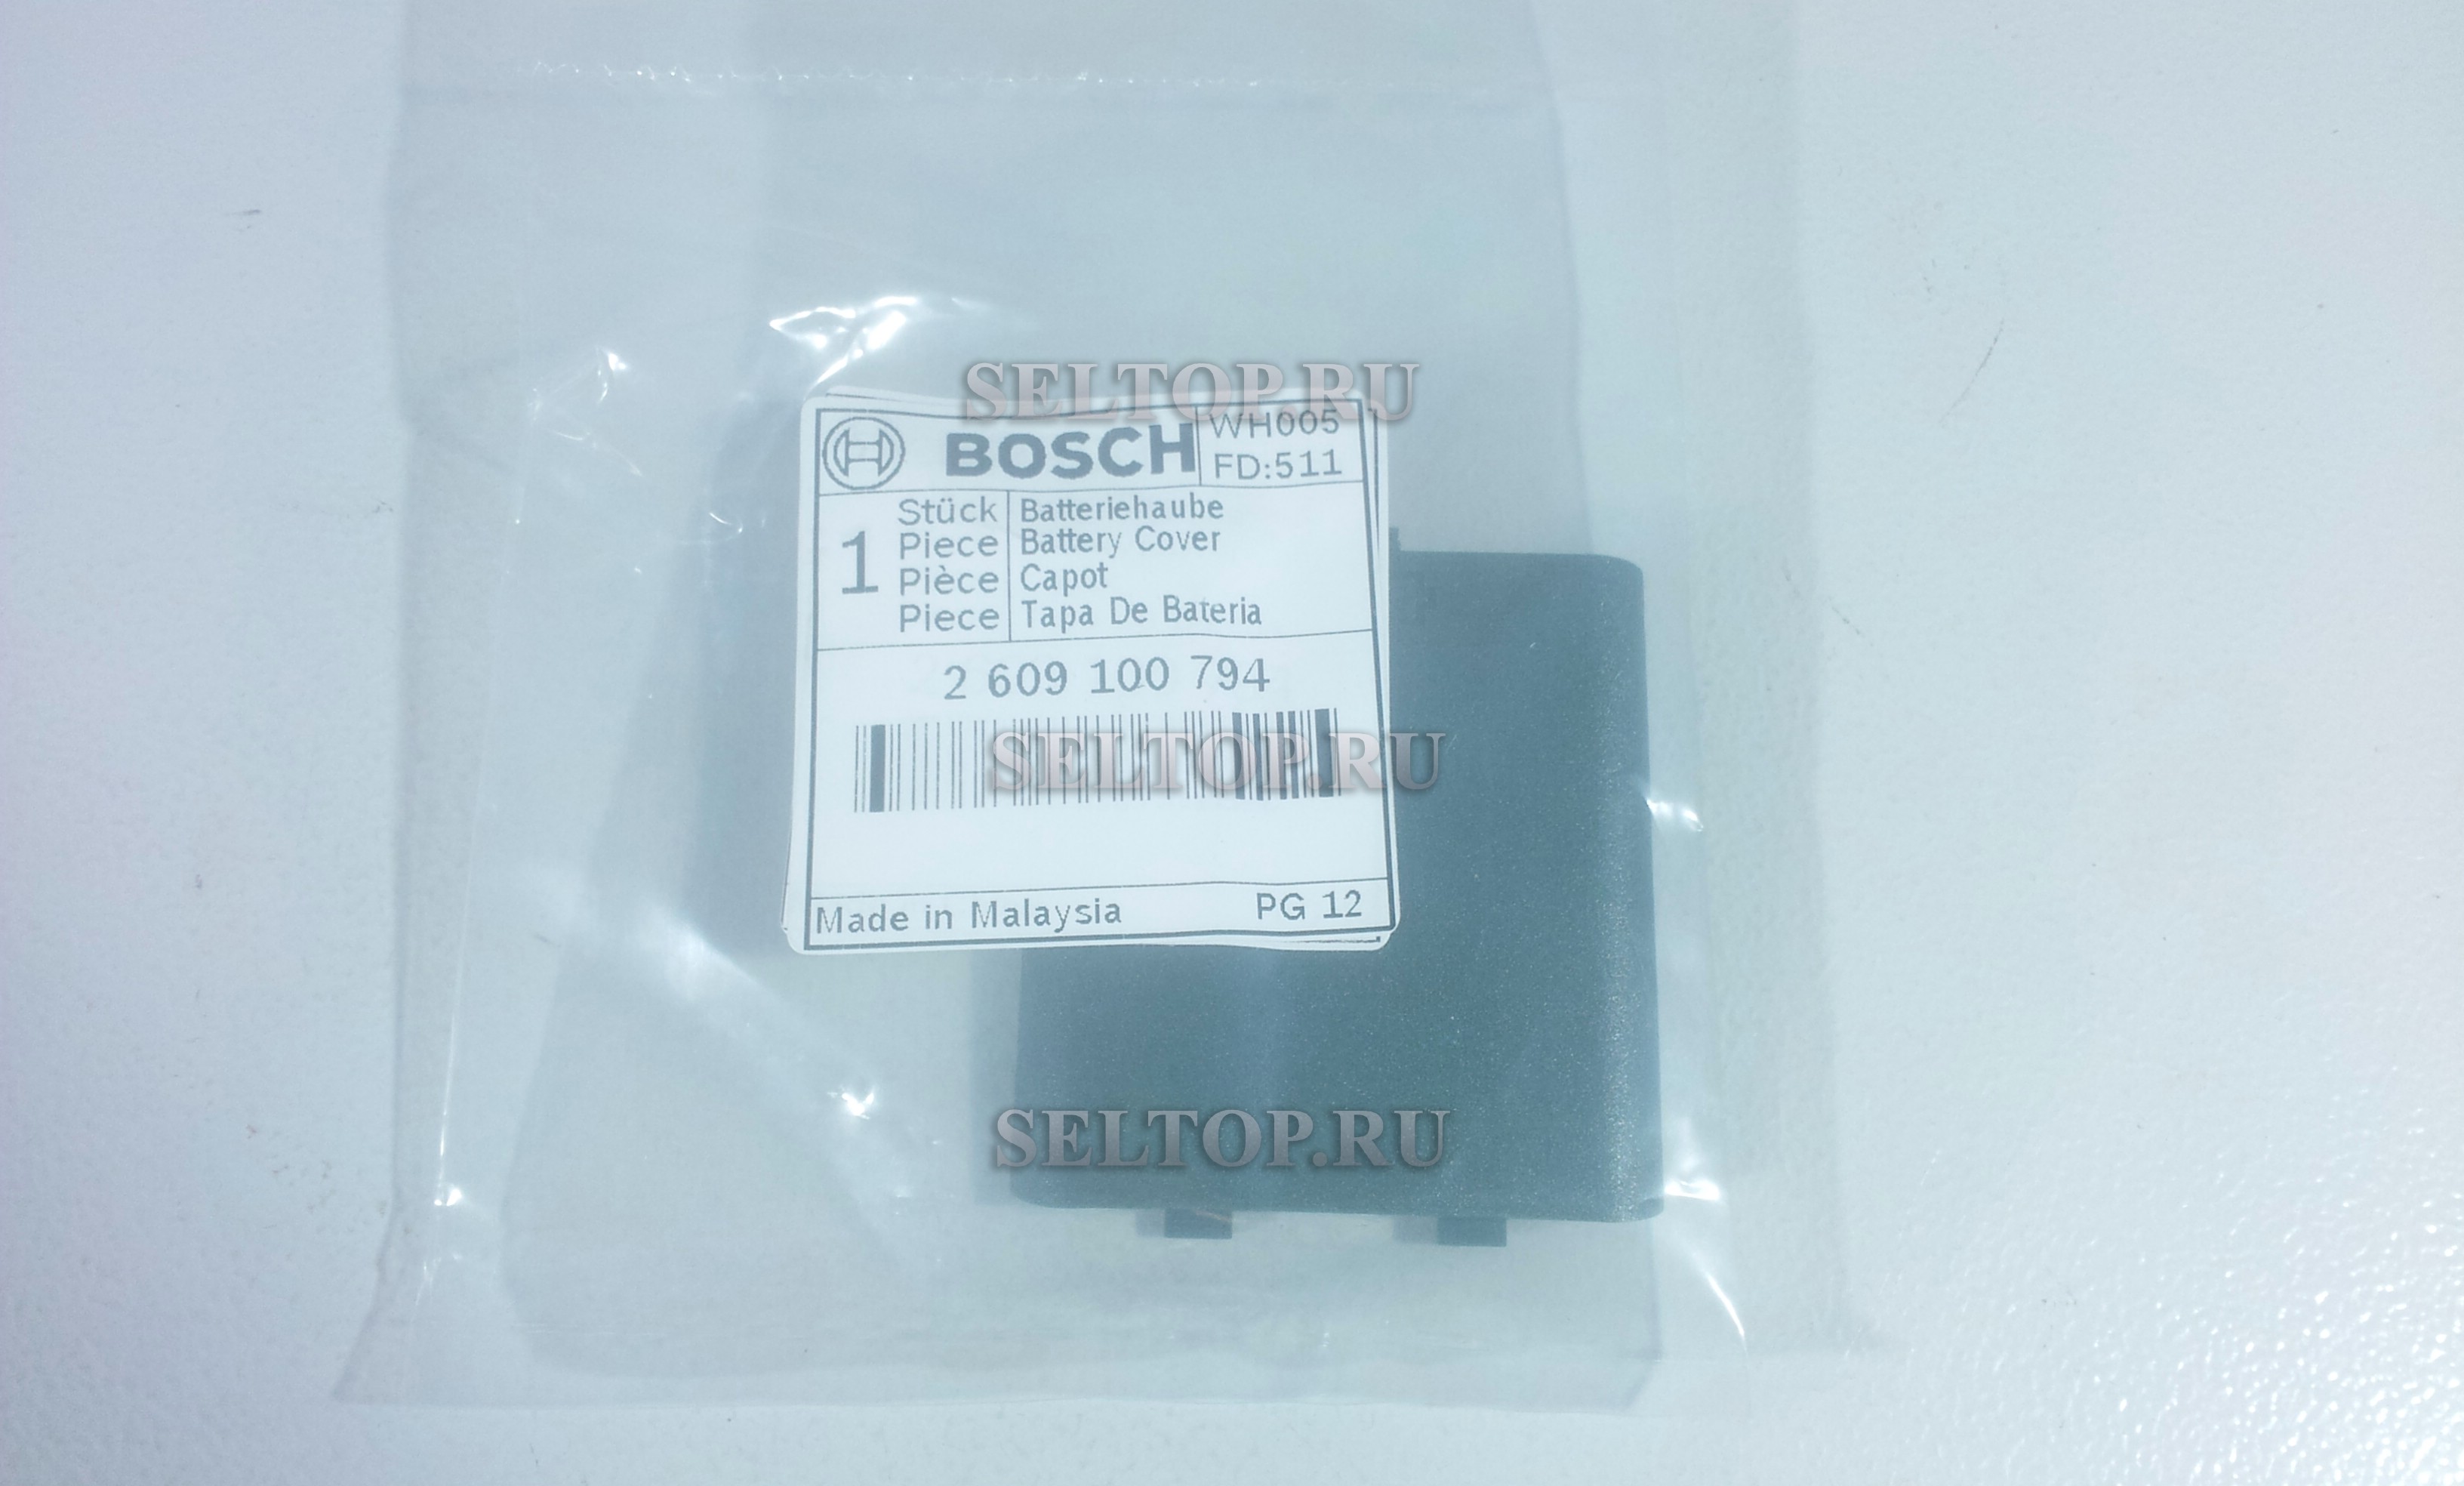 SELTOP.RU
BOSCH
WH005
FD:511
1
Stück
Piece
Pièce
Piece
Batteriehaube
Battery Cover
Capot
Tapa De Bateria
2 609 100 794
SELTOP.RU
Made in Malaysia
PG 12
SELTOP.RU